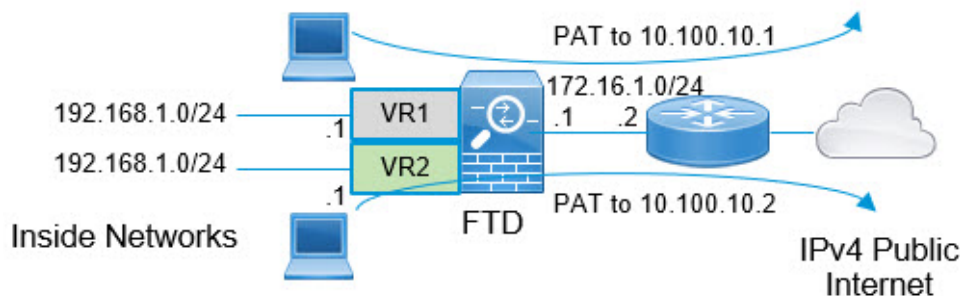 PAT to 10.100.10.1
172.16.1.0/24
192.168.1.0/24
VR1
.1
.1
.2
192.168.1.0/24
VR2
.1
PAT to 10.100.10.2
FTD
Inside Networks
IPv4 Public
Internet